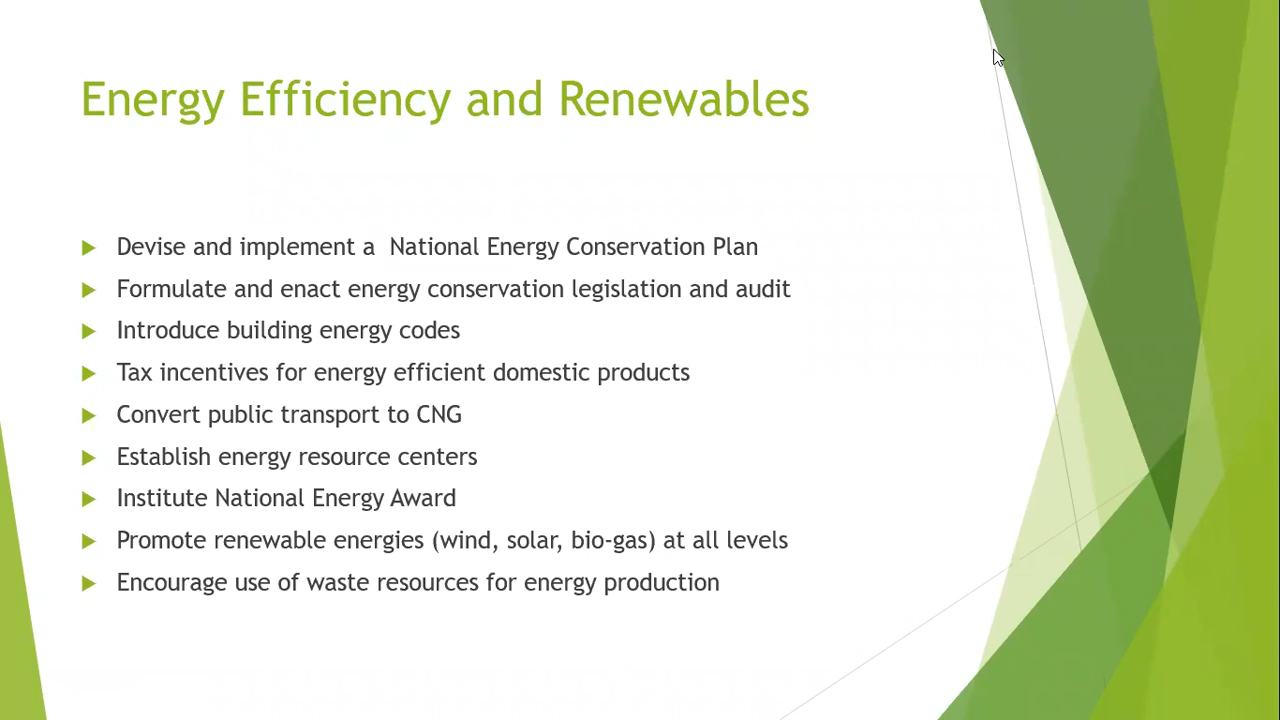 Energy Efficiency and Renewables
Devise and implement a  National Energy Conservation Plan
Formulate and enact energy conservation legislation and audit
Introduce building energy codes
Tax incentives for energy efficient domestic products
Convert public transport to CNG
Establish energy resource centers
Institute National Energy Award
Promote renewable energies (wind, solar, bio-gas) at all levels
Encourage use of waste resources for energy production